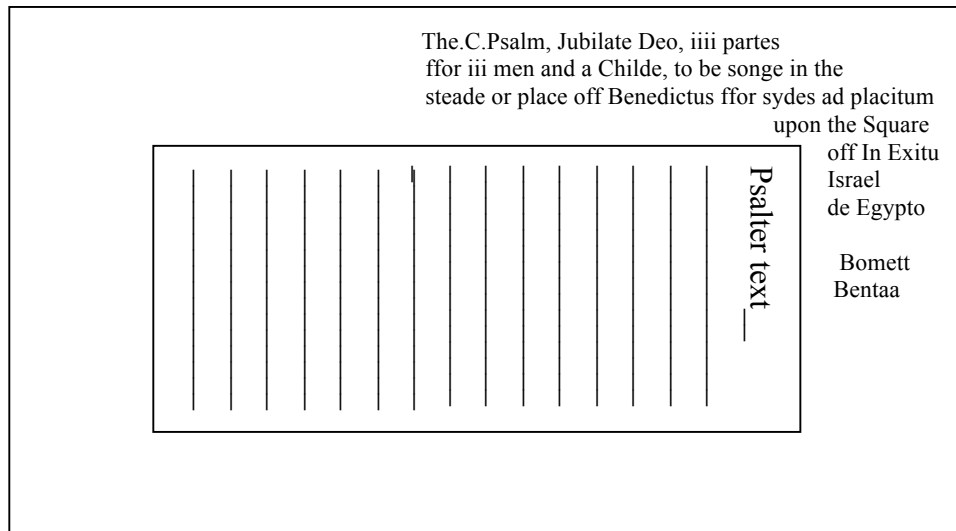 The.C.Psalm, Jubilate Deo, iiii partes
ffor iii men and a Childe, to be songe in the
steade or place off Benedictus ffor sydes ad placitum
upon the Square
off In Exitu
Israel
de Egypto
Bomett
Bentaa
Psalter text_